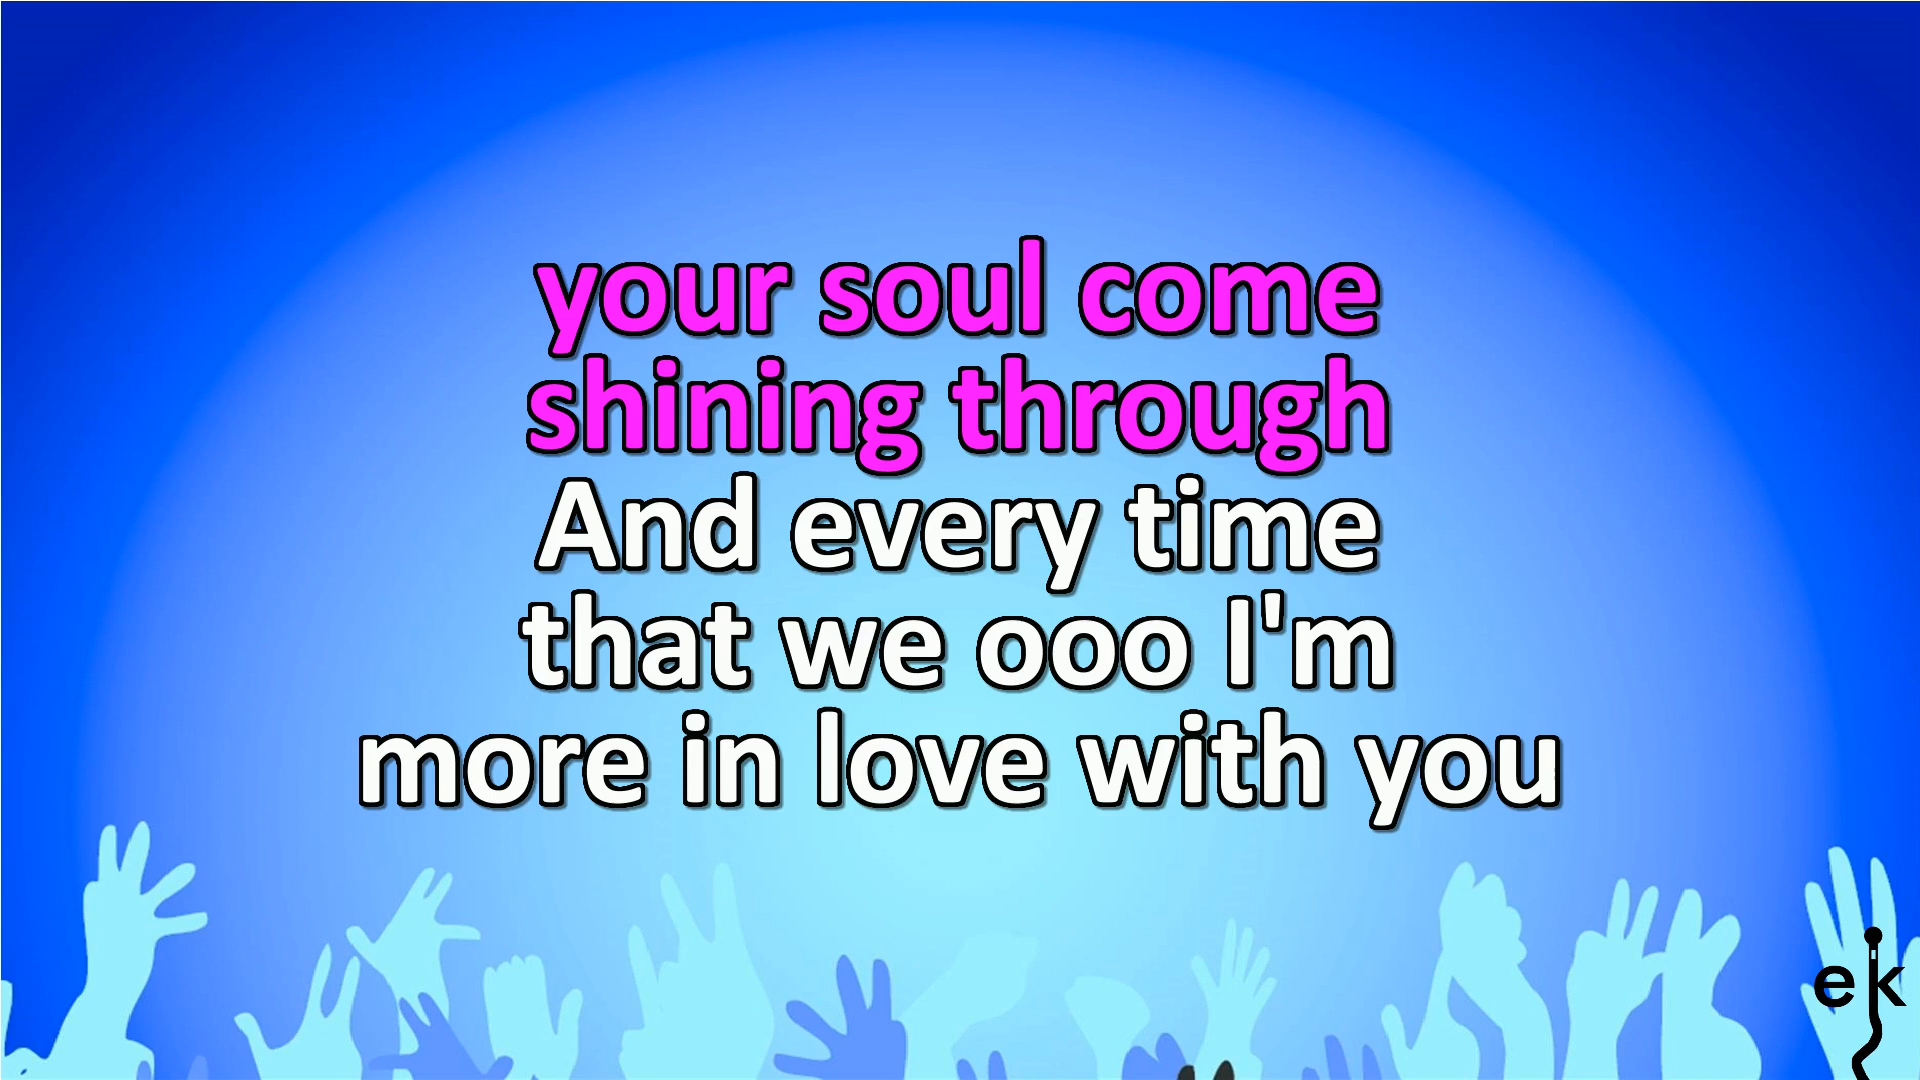 your soul come
shining through
And every time
that we ooo I'm
more in love with you
ek